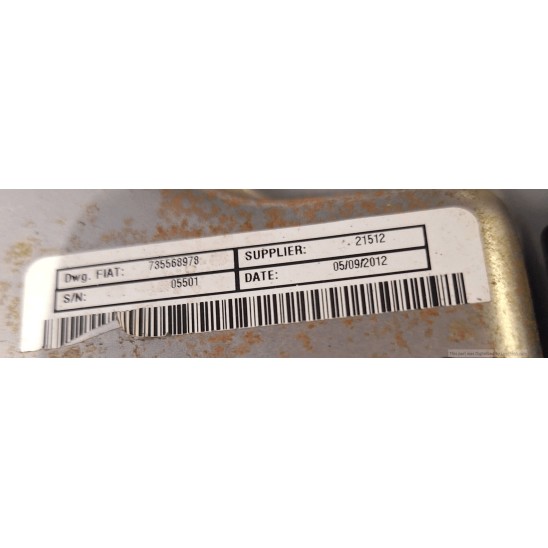 Dwg. FIAT: 735568978 SUPPLIER: 21512
S/N: 05501 DATE: 05/09/2012